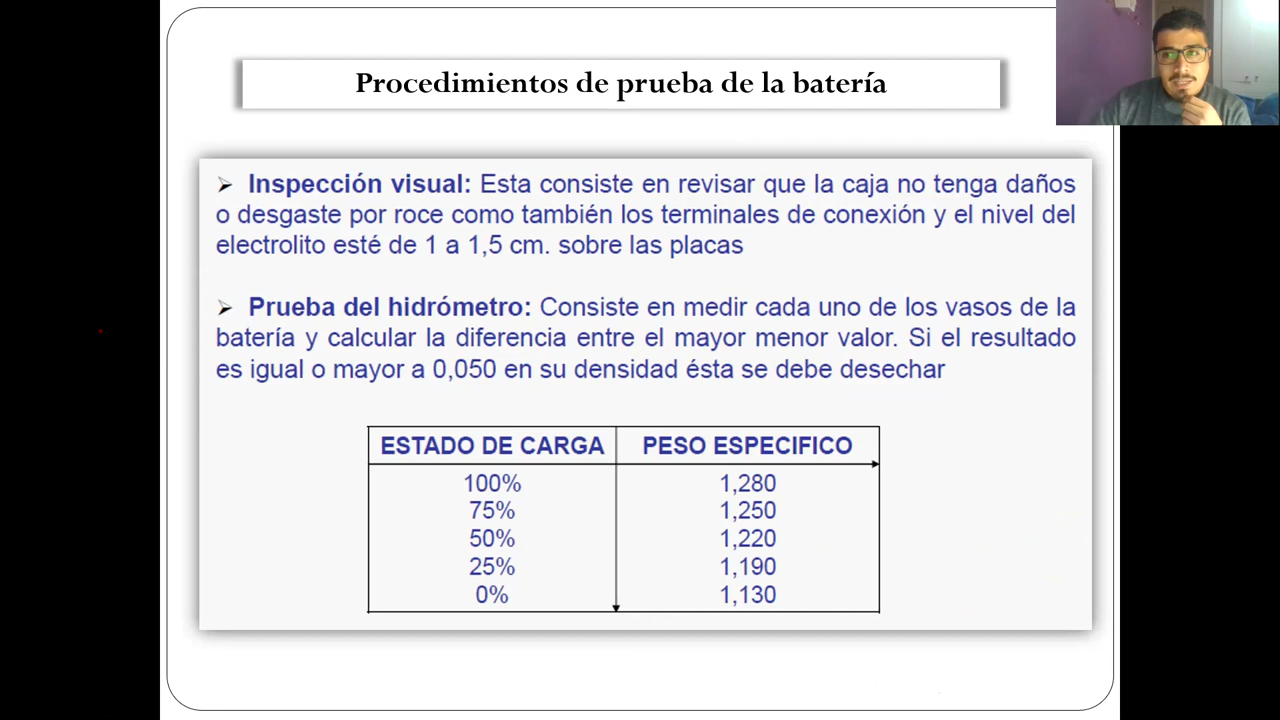 Procedimientos de prueba de la batería
➢ Inspección visual: Esta consiste en revisar que la caja no tenga daños
o desgaste por roce como también los terminales de conexión y el nivel del
electrolito esté de 1 a 1,5 cm. sobre las placas
➢ Prueba del hidrómetro: Consiste en medir cada uno de los vasos de la
batería y calcular la diferencia entre el mayor menor valor. Si el resultado
es igual o mayor a 0,050 en su densidad ésta se debe desechar
ESTADO DE CARGA PESO ESPECIFICO
100% 1,280
75% 1,250
50% 1,220
25% 1,190
0% 1,130